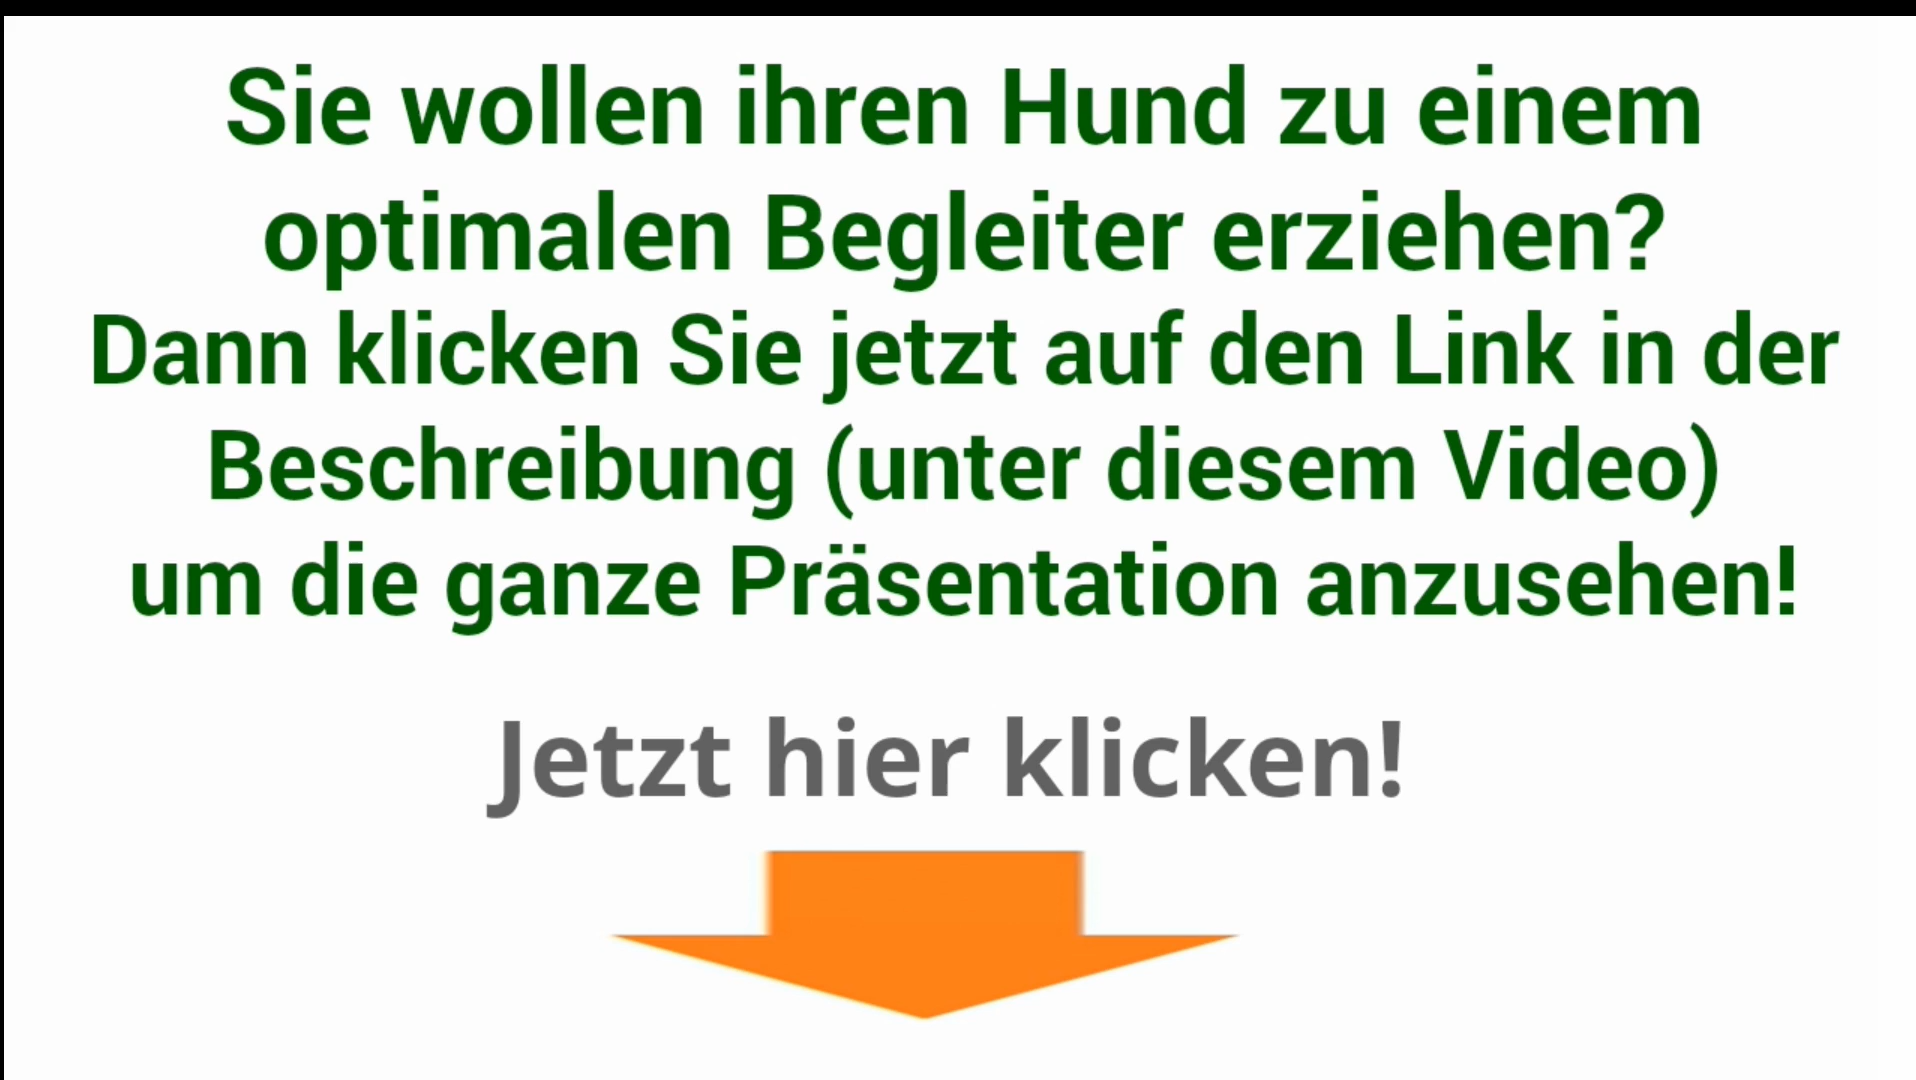 Sie wollen ihren Hund zu einem
optimalen Begleiter erziehen?
Dann klicken Sie jetzt auf den Link in der
Beschreibung (unter diesem Video)
um die ganze Präsentation anzusehen!
Jetzt hier klicken!